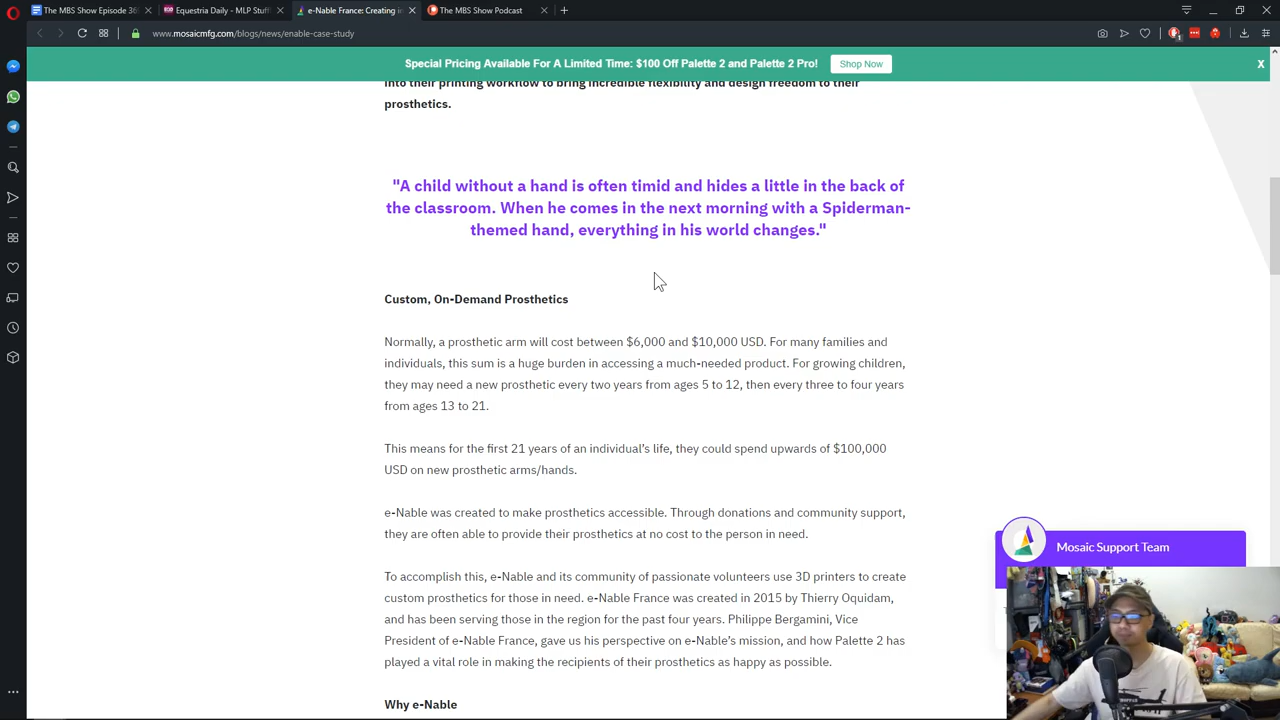 The MBS Show Episode 36
Equestria Daily - MLP Stuff
e-Nable France: Creating in
The MBS Show Podcast
www.mosaicmfg.com/blogs/news/enable-case-study
Special Pricing Available For A Limited Time: $100 Off Palette 2 and Palette 2 Pro!
Shop Now
X
into their printing workflow to bring incredible flexibility and design freedom to their
prosthetics.
"A child without a hand is often timid and hides a little in the back of
the classroom. When he comes in the next morning with a Spiderman-
themed hand, everything in his world changes."
Custom, On-Demand Prosthetics
Normally, a prosthetic arm will cost between $6,000 and $10,000 USD. For many families and
individuals, this sum is a huge burden in accessing a much-needed product. For growing children,
they may need a new prosthetic every two years from ages 5 to 12, then every three to four years
from ages 13 to 21.
This means for the first 21 years of an individual's life, they could spend upwards of $100,000
USD on new prosthetic arms/hands.
e-Nable was created to make prosthetics accessible. Through donations and community support,
they are often able to provide their prosthetics at no cost to the person in need.
Mosaic Support Team
To accomplish this, e-Nable and its community of passionate volunteers use 3D printers to create
custom prosthetics for those in need. e-Nable France was created in 2015 by Thierry Oquidam,
and has been serving those in the region for the past four years. Philippe Bergamini, Vice
President of e-Nable France, gave us his perspective on e-Nable's mission, and how Palette 2 has
played a vital role in making the recipients of their prosthetics as happy as possible.
Why e-Nable